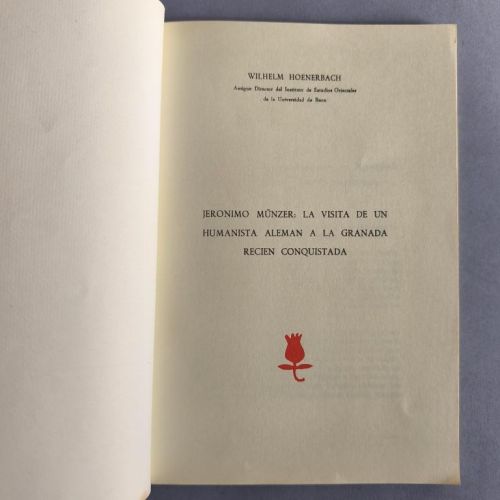 WILHELM HOENERBACH
Antiguo Director del Instituto de Estudios Orientales
de la Universidad de Bonn
JERONIMO MÜNZER: LA VISITA DE UN
HUMANISTA ALEMAN A LA GRANADA
RECIEN CONQUISTADA